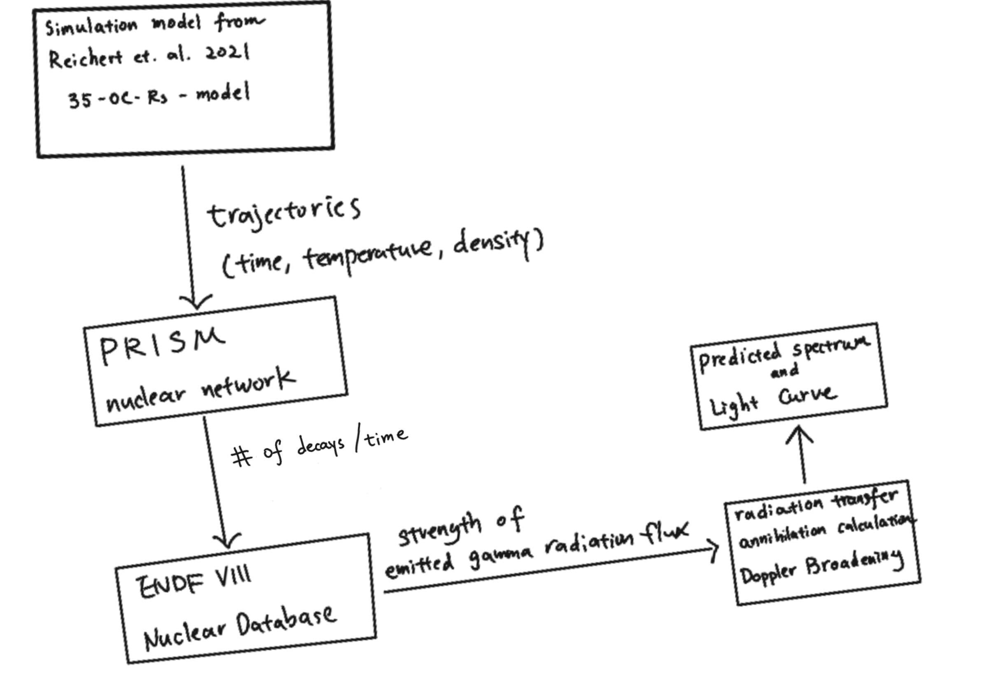 Simulation model from
Reichert et. al. 2021
35-OC-Rs - model
trajectories
(time, temperature, density)
PRISM
nuclear network
# of decays / time
ENDF VIII
Nuclear Database
strength of
emitted gamma radiation flux
radiation transfer
annihilation calculation
Doppler Broadening
Predicted spectrum
and
Light Curve